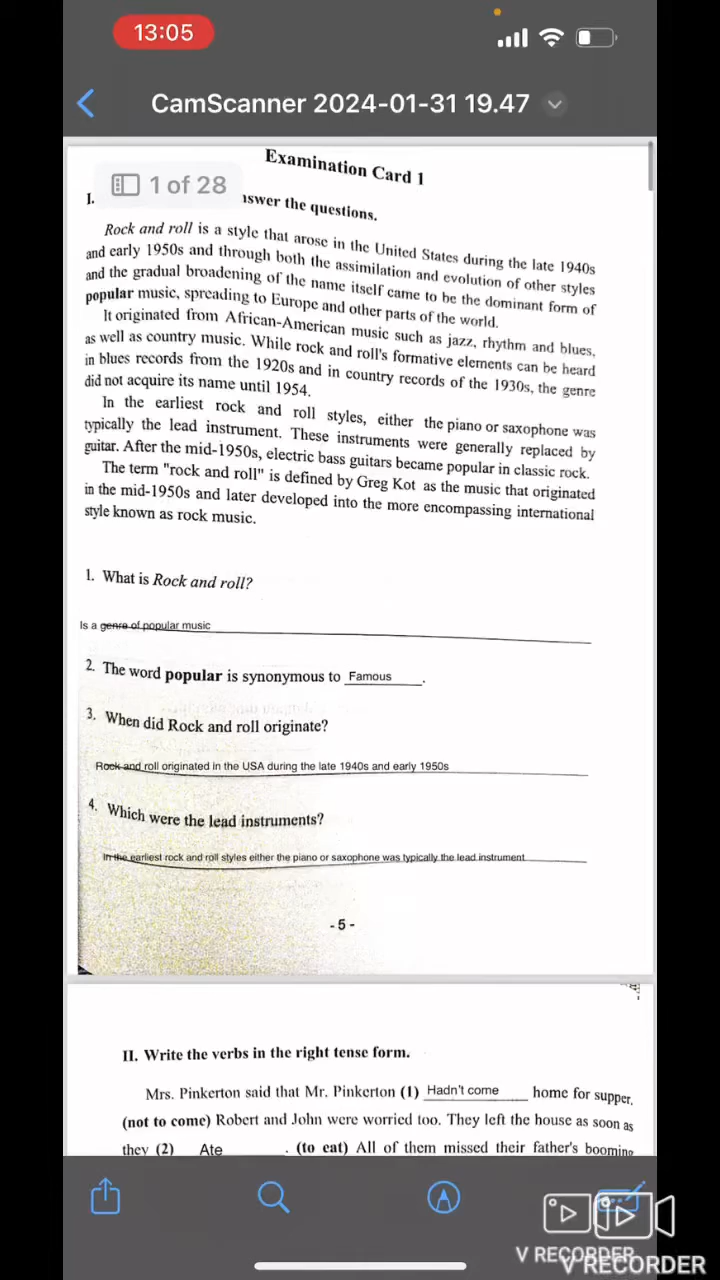 13:05
CamScanner 2024-01-31 19.47
1 of 28
Examination Card 1
I. nswer the questions.
Rock and roll is a style that arose in the United States during the late 1940s
and early 1950s and through both the assimilation and evolution of other styles
and the gradual broadening of the name itself came to be the dominant form of
popular music, spreading to Europe and other parts of the world.
It originated from African-American music such as jazz, rhythm and blues,
as well as country music. While rock and roll's formative elements can be heard
in blues records from the 1920s and in country records of the 1930s, the genre
did not acquire its name until 1954.
In the earliest rock and roll styles, either the piano or saxophone was
typically the lead instrument. These instruments were generally replaced by
guitar. After the mid-1950s, electric bass guitars became popular in classic rock.
The term "rock and roll" is defined by Greg Kot as the music that originated
in the mid-1950s and later developed into the more encompassing international
style known as rock music.
1. What is Rock and roll?
Is a genre of popular music
2. The word popular is synonymous to Famous.
3. When did Rock and roll originate?
Rock and roll originated in the USA during the late 1940s and early 1950s
4. Which were the lead instruments?
In the earliest rock and roll styles either the piano or saxophone was typically the lead instrument
- 5 -
II. Write the verbs in the right tense form.
Mrs. Pinkerton said that Mr. Pinkerton (1) Hadn't come home for supper.
(not to come) Robert and John were worried too. They left the house as soon as
they (2) Ate . (to eat) All of them missed their father's booming
V RECORDER
V RECORDER